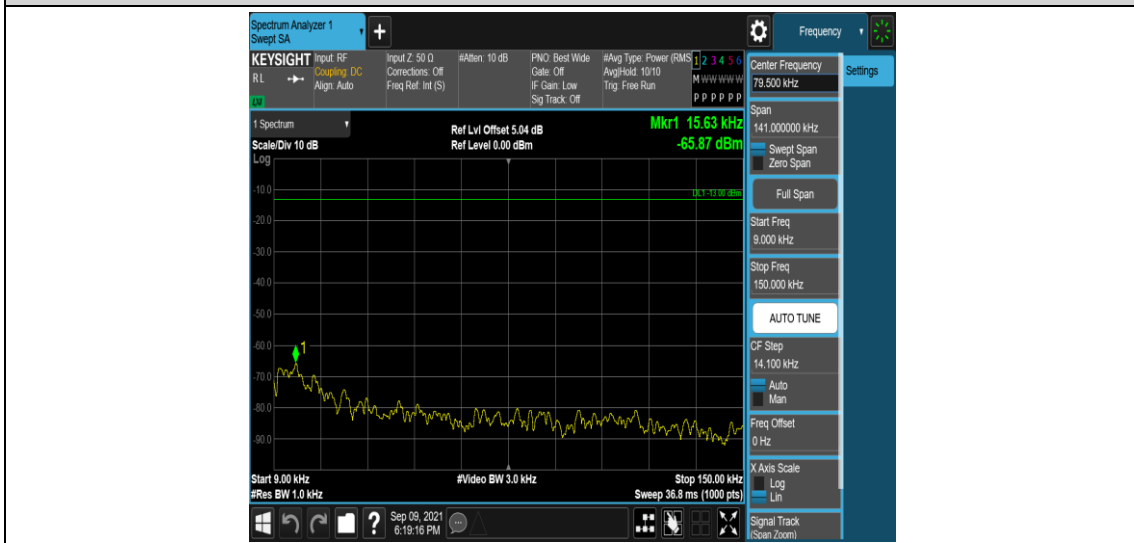 Spectrum Analyzer 1
Swept SA
+
Frequency
KEYSIGHT
RL
LXI
Input: RF
Coupling: DC
Align: Auto
Input Z: 50 Ω
Corrections: Off
Freq Ref: Int (S)
#Atten: 10 dB
PNO: Best Wide
Gate: Off
IF Gain: Low
Sig Track: Off
#Avg Type: Power (RMS
Avg|Hold: 10/10
Trig: Free Run
1 2 3 4 5 6
M W W W W W
P P P P P P
1 Spectrum
Scale/Div 10 dB
Log
Ref Lvl Offset 5.04 dB
Ref Level 0.00 dBm
Mkr1 15.63 kHz
-65.87 dBm
DL1 -13.00 dBm
-10.0
-20.0
-30.0
-40.0
-50.0
-60.0
-70.0
-80.0
-90.0
1
Start 9.00 kHz
#Res BW 1.0 kHz
#Video BW 3.0 kHz
Stop 150.00 kHz
Sweep 36.8 ms (1000 pts)
Sep 09, 2021
6:19:16 PM
?
Center Frequency
79.500 kHz
Settings
Span
141.000000 kHz
Swept Span
Zero Span
Full Span
Start Freq
9.000 kHz
Stop Freq
150.000 kHz
AUTO TUNE
CF Step
14.100 kHz
Auto
Man
Freq Offset
0 Hz
X Axis Scale
Log
Lin
Signal Track
(Span Zoom)